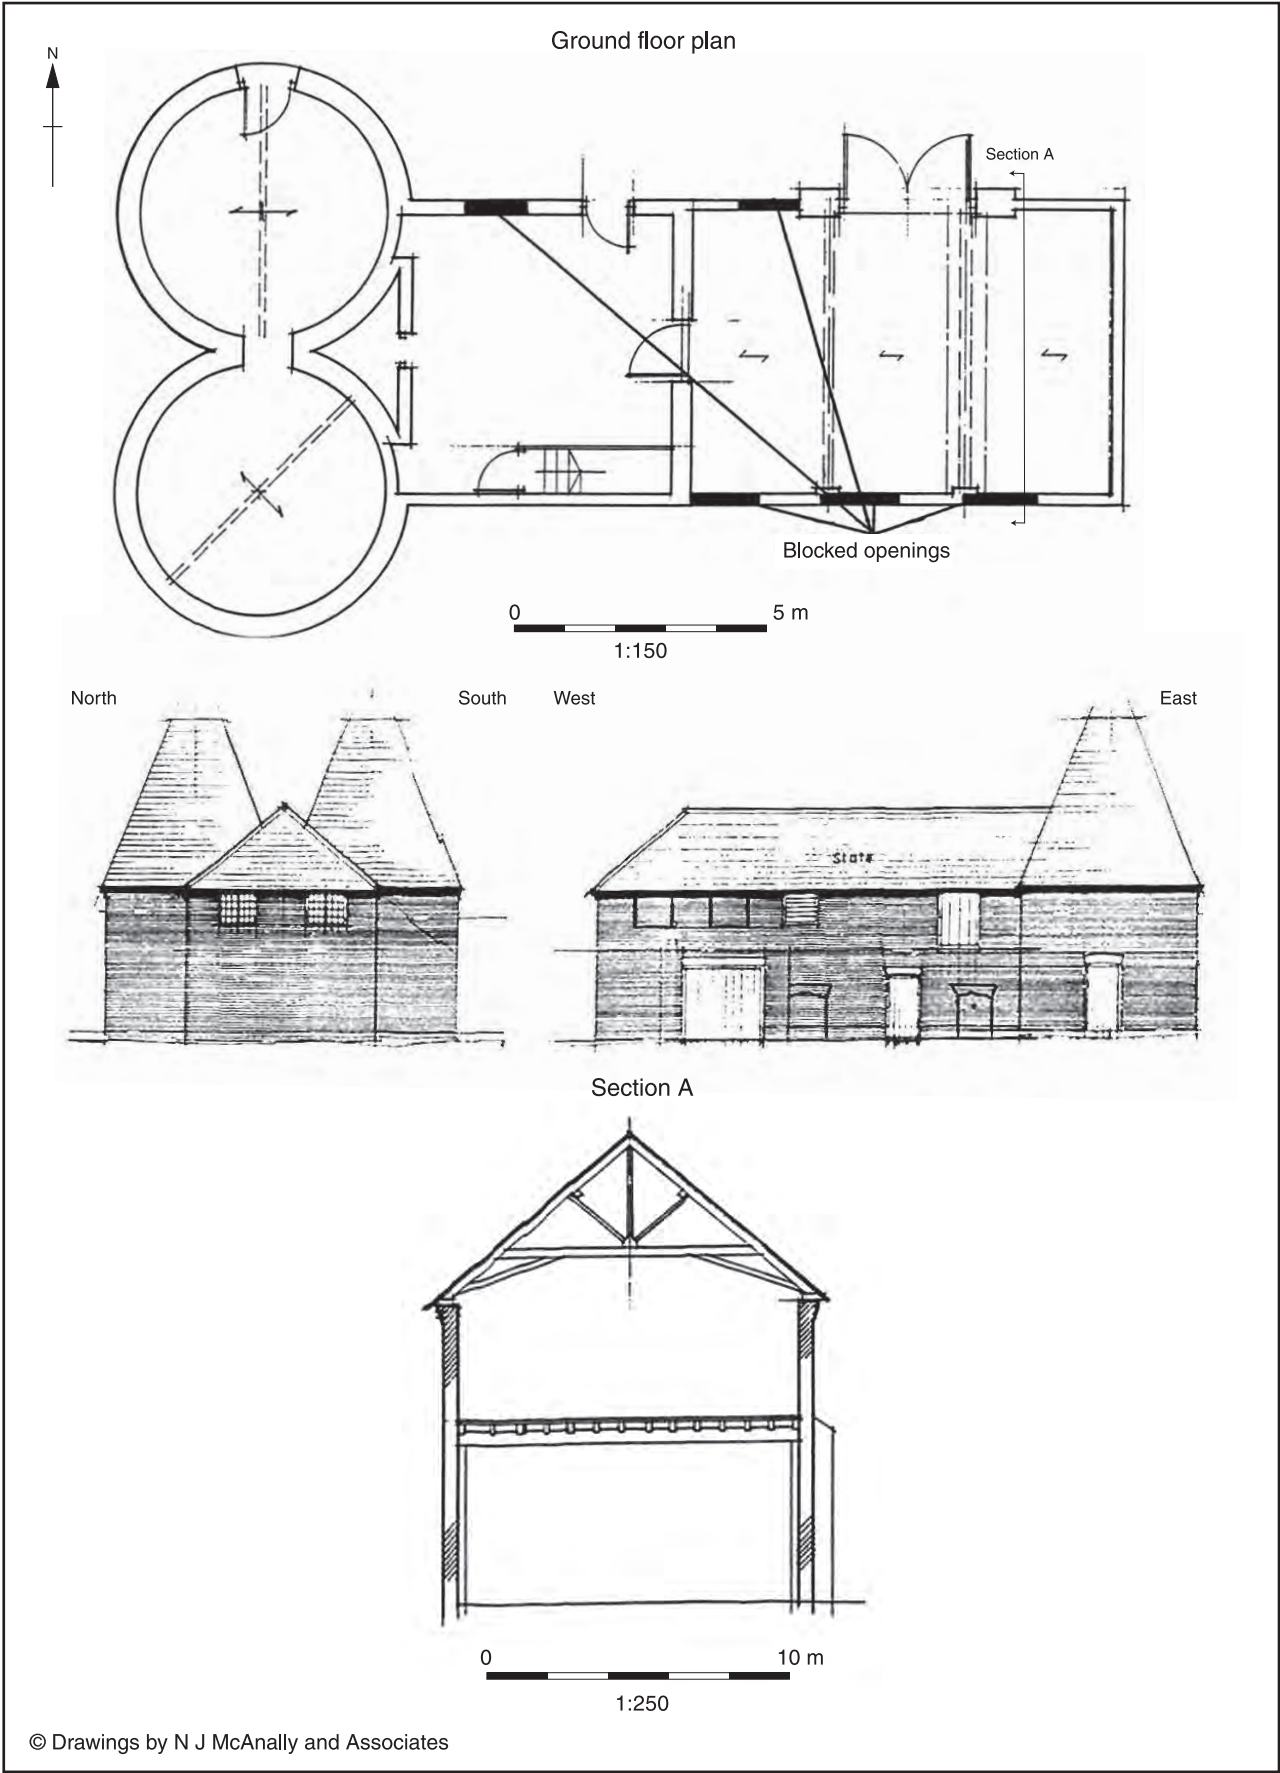 Ground floor plan
N
Section A
Blocked openings
0 5 m
1:150
North South West East
Slate
Section A
0 10 m
1:250
© Drawings by N J McAnally and Associates